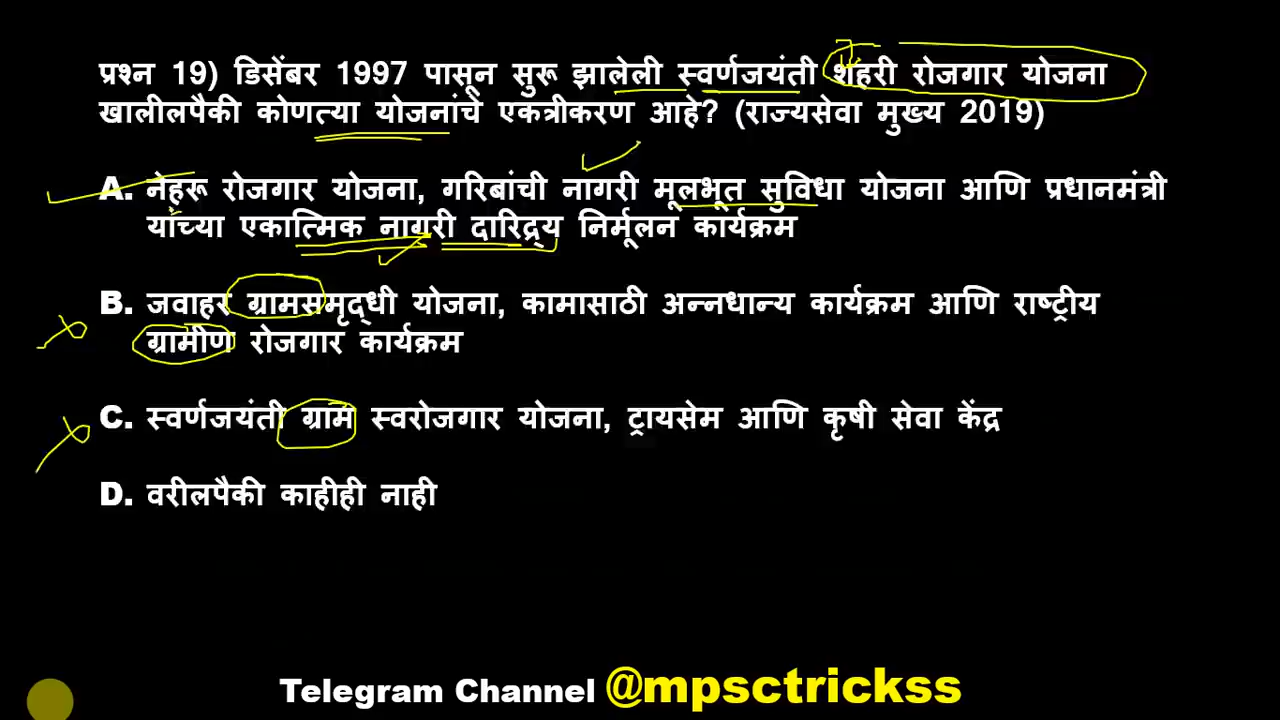 प्रश्न 19) डिसेंबर 1997 पासून सुरू झालेली स्वर्णजयंती शहरी रोजगार योजना
खालीलपैकी कोणत्या योजनांचे एकत्रीकरण आहे? (राज्यसेवा मुख्य 2019)
A. नेहरू रोजगार योजना, गरिबांची नागरी मूलभूत सुविधा योजना आणि प्रधानमंत्री
यांच्या एकात्मिक नागरी दारिद्र्य निर्मूलन कार्यक्रम
B. जवाहर ग्रामसमृद्धी योजना, कामासाठी अन्नधान्य कार्यक्रम आणि राष्ट्रीय
ग्रामीण रोजगार कार्यक्रम
C. स्वर्णजयंती ग्राम स्वरोजगार योजना, ट्रायसेम आणि कृषी सेवा केंद्र
D. वरीलपैकी काहीही नाही
Telegram Channel @mpsctrickss